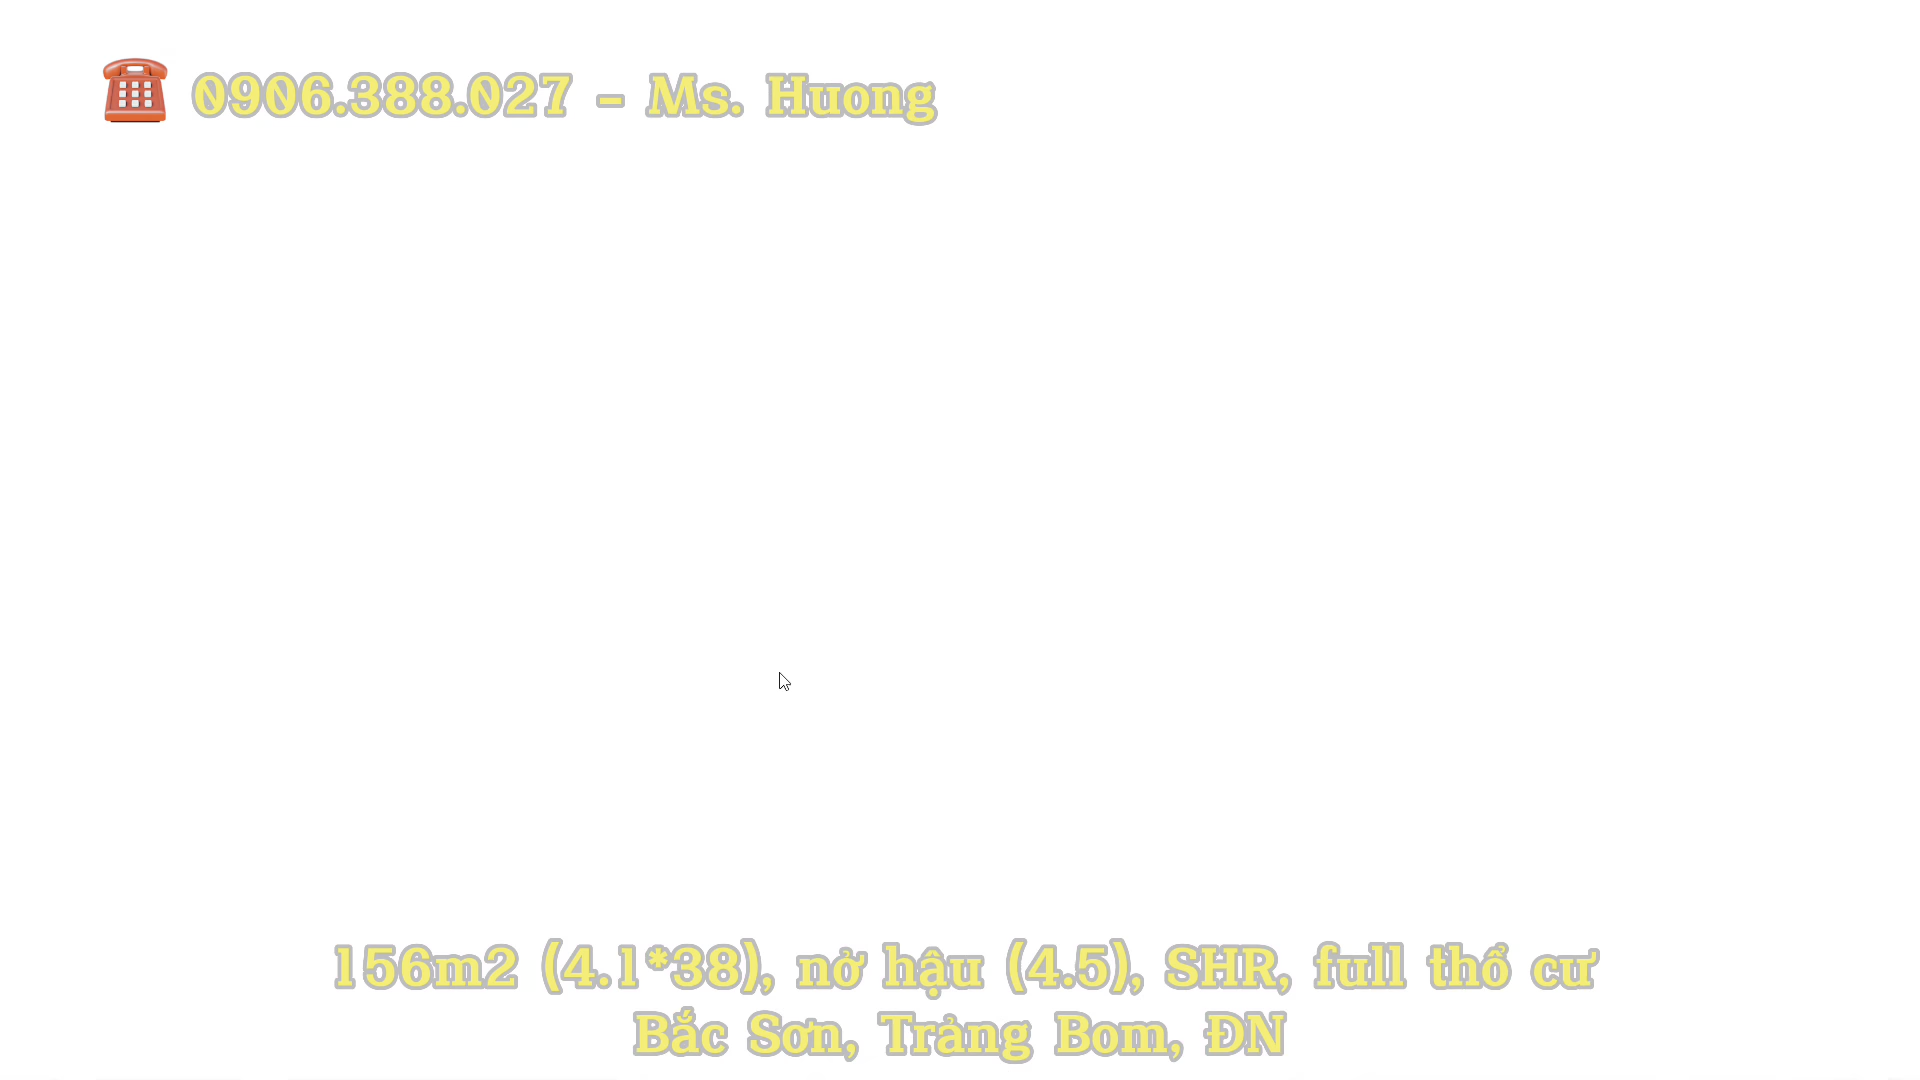 ☎️ 0906.388.027 - Ms. Huong
156m2 (4.1*38), nở hậu (4.5), SHR, full thổ cư
Bắc Sơn, Trảng Bom, ĐN